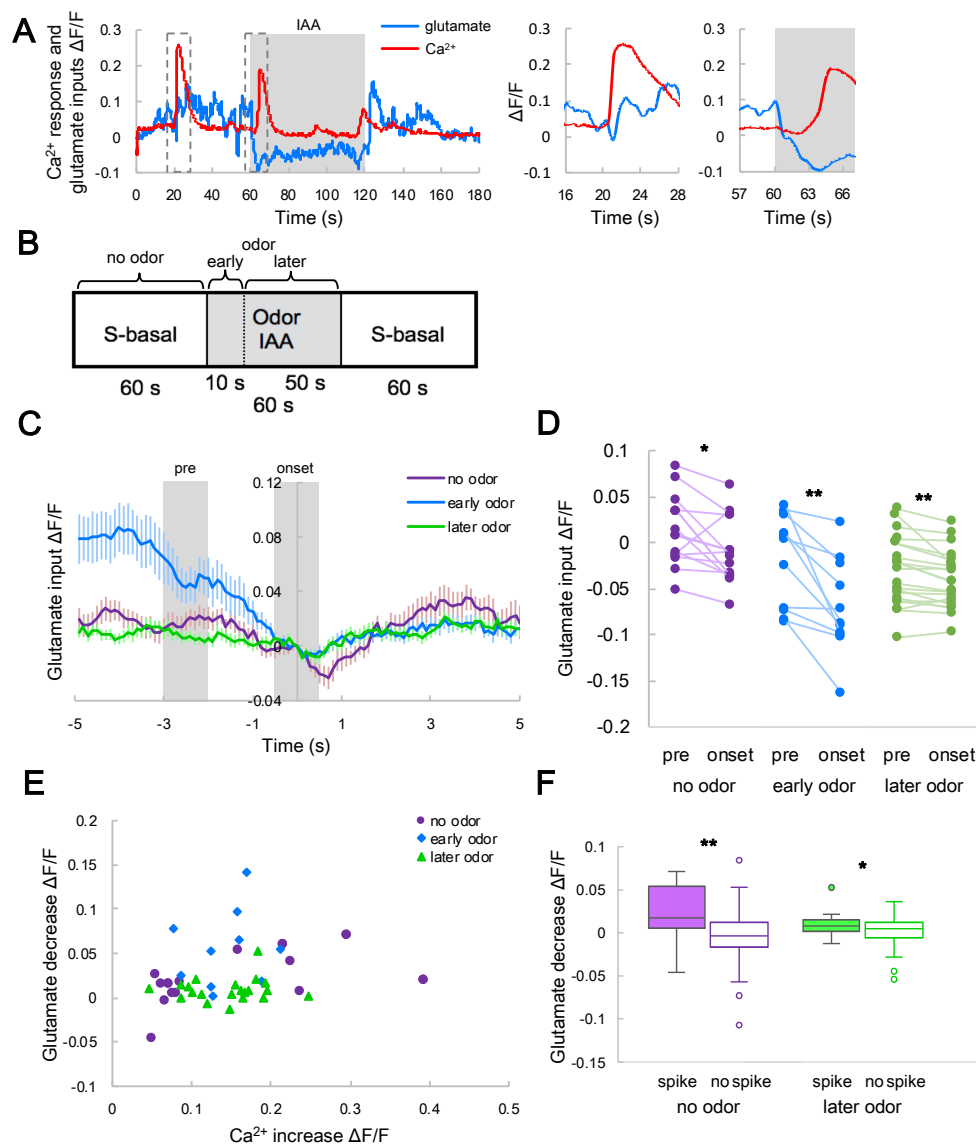 A
Ca²⁺ response and
glutamate inputs ΔF/F
0.3
0.2
0.1
0
-0.1
0 20 40 60 80 100 120 140 160 180
Time (s)
IAA
glutamate
Ca²⁺
ΔF/F
0.3
0.2
0.1
0
-0.1
16 20 24 28
Time (s)
0.3
0.2
0.1
0
-0.1
57 60 63 66
Time (s)
B
no odor
odor
early later
S-basal
Odor
IAA
S-basal
60 s
10 s
50 s
60 s
60 s
C
Glutamate input ΔF/F
pre
onset
0.12
0.08
0.04
0
-0.04
no odor
early odor
later odor
-5 -3 -1 1 3 5
Time (s)
D
Glutamate input ΔF/F
0.1
0.05
0
-0.05
-0.1
-0.15
-0.2
*
**
**
pre onset pre onset pre onset
no odor early odor later odor
E
Glutamate decrease ΔF/F
0.2
0.15
0.1
0.05
0
-0.05
-0.1
no odor
early odor
later odor
0 0.1 0.2 0.3 0.4 0.5
Ca²⁺ increase ΔF/F
F
Glutamate decrease ΔF/F
0.1
0.05
0
-0.05
-0.1
-0.15
**
*
spike no spike spike no spike
no odor later odor